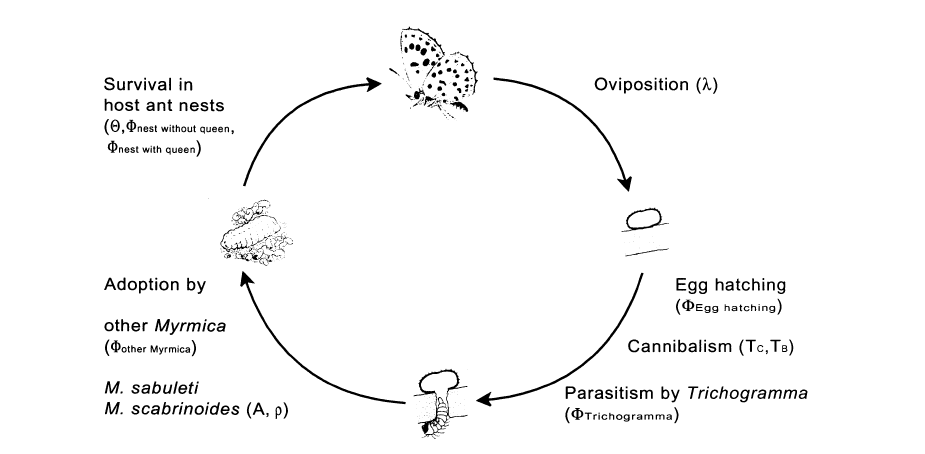 Survival in
host ant nests
(Θ,Φnest without queen,
Φnest with queen)
Oviposition (λ)
Egg hatching
(ΦEgg hatching)
Cannibalism (TC,TB)
Parasitism by Trichogramma
(ΦTrichogramma)
Adoption by
other Myrmica
(Φother Myrmica)
M. sabuleti
M. scabrinoides (A, ρ)